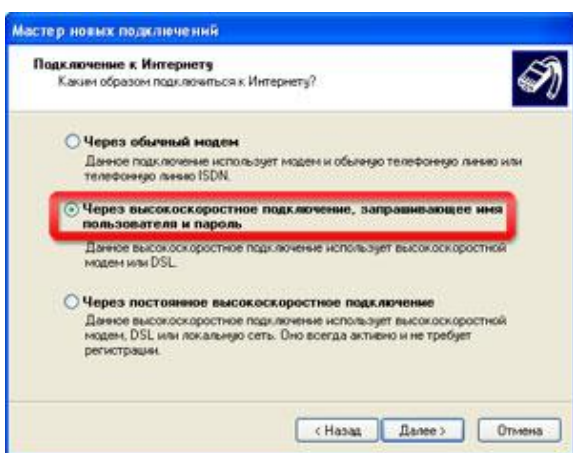 Мастер новых подключений
Подключение к Интернету
Каким образом подключиться к Интернету?
Через обычный модем
Данное подключение использует модем и обычную телефонную линию или
телефонную линию ISDN.
Через высокоскоростное подключение, запрашивающее имя
пользователя и пароль
Данное высокоскоростное подключение использует высокоскоростной
модем или DSL.
Через постоянное высокоскоростное подключение
Данное высокоскоростное подключение использует высокоскоростной
модем, DSL или локальную сеть. Оно всегда активно и не требует
регистрации.
< Назад Далее > Отмена